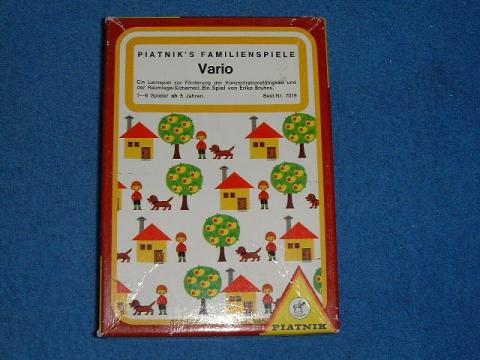 PIATNIK'S FAMILIENSPIELE
Vario
Ein Lernspiel zur Förderung der Konzentrationsfähigkeit und
der Raumlage-Sicherheit. Ein Spiel von Erika Bruhns.
1—6 Spieler ab 5 Jahren. Best.Nr. 7019
PIATNIK